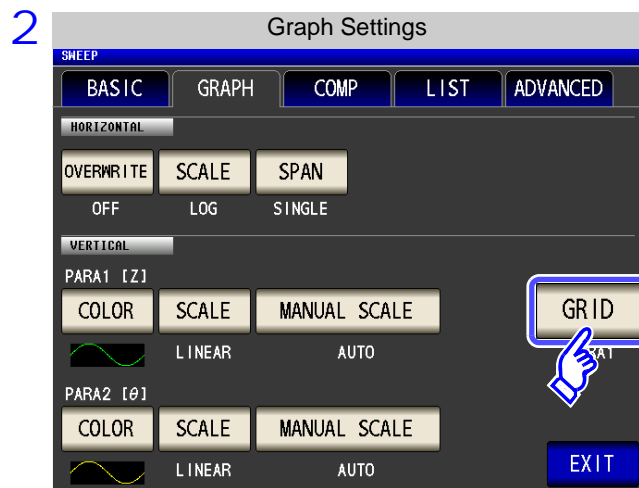 2
Graph Settings
SWEEP
BASIC GRAPH COMP LIST ADVANCED
HORIZONTAL
OVERWRITE SCALE SPAN
OFF LOG SINGLE
VERTICAL
PARA1 [Z]
COLOR SCALE MANUAL SCALE GRID
LINEAR AUTO
PARA2 [θ]
COLOR SCALE MANUAL SCALE
LINEAR AUTO EXIT